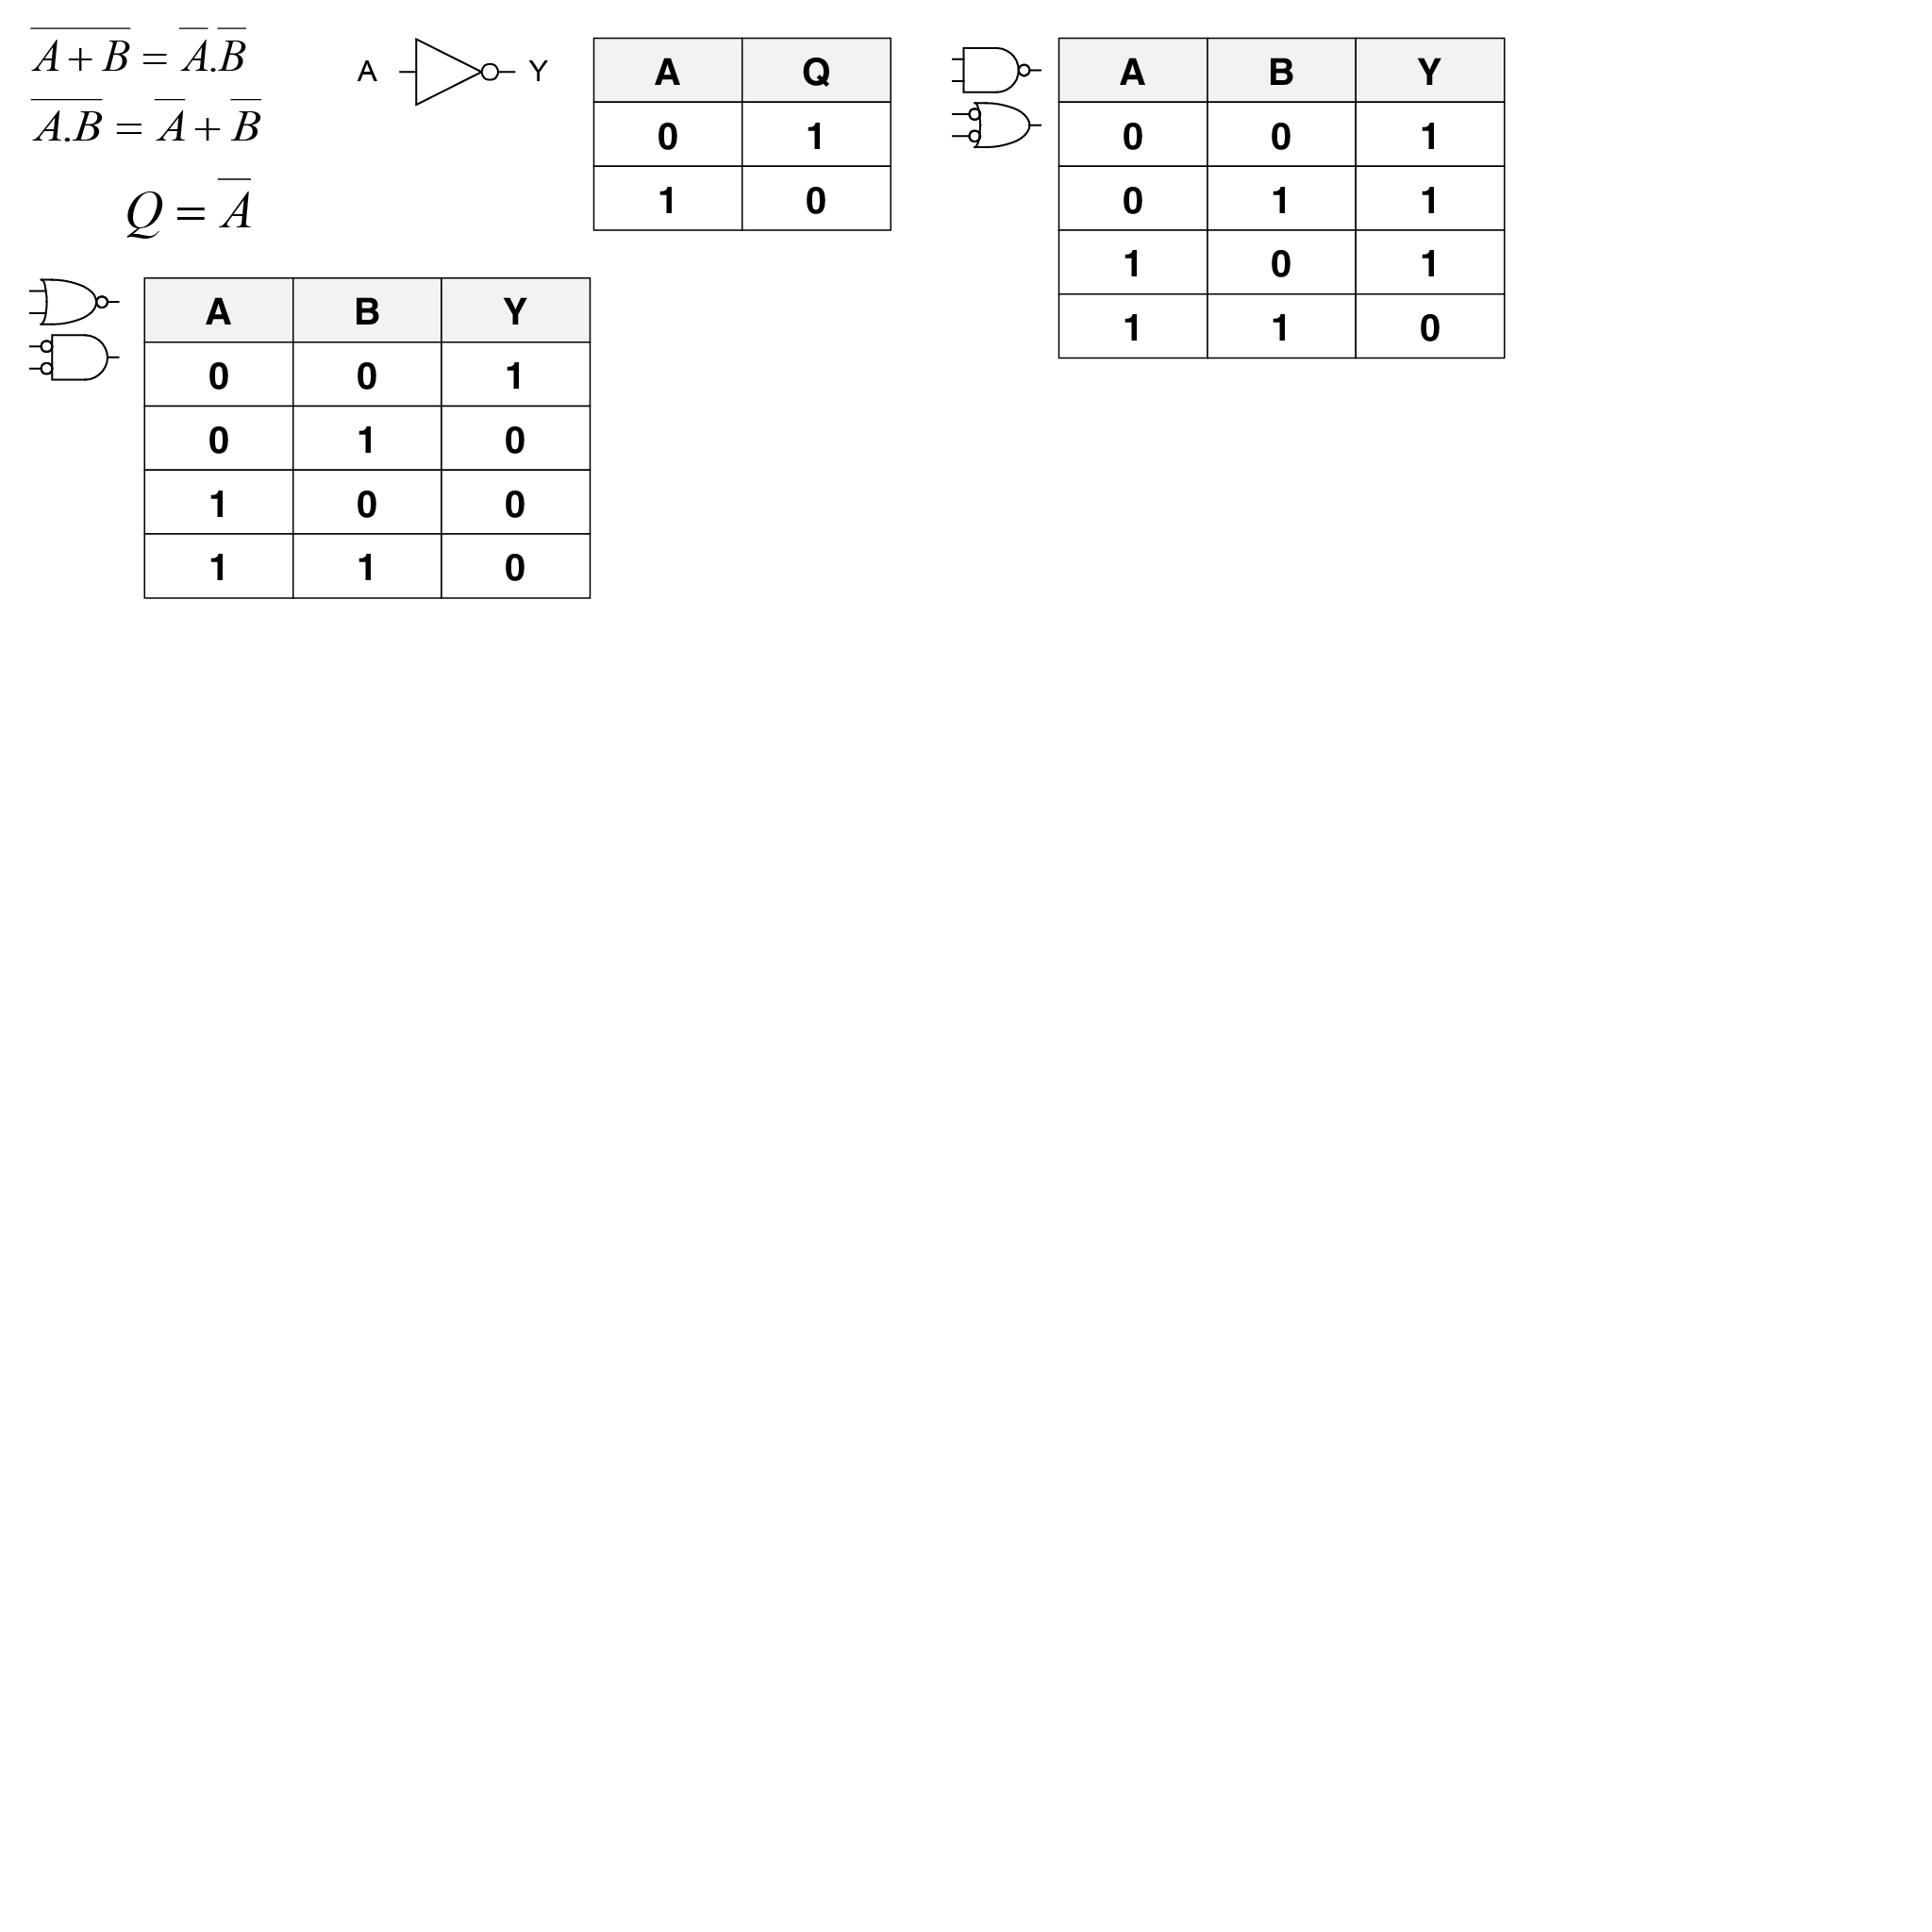 \overline{A + B} = \overline{A}.\overline{B}
\overline{A.B} = \overline{A} + \overline{B}
Q = \overline{A}
A Y
A Q
0 1
1 0
A B Y
0 0 1
0 1 1
1 0 1
1 1 0
A B Y
0 0 1
0 1 0
1 0 0
1 1 0